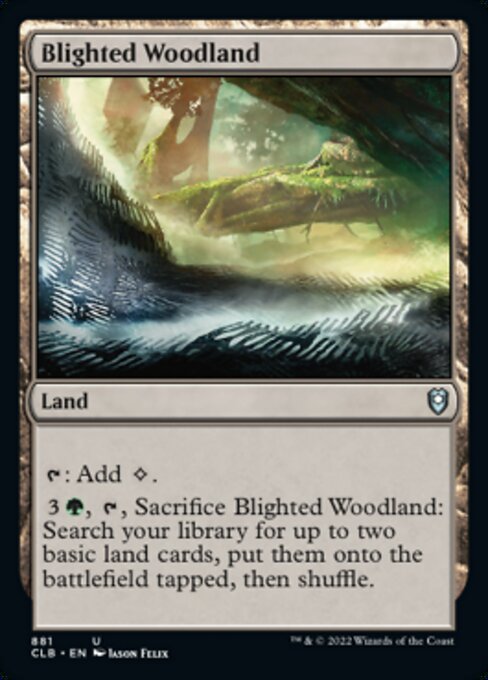 Blighted Woodland
Land
: Add .
3 , , Sacrifice Blighted Woodland:
Search your library for up to two
basic land cards, put them onto the
battlefield tapped, then shuffle.
881 U
CLB • EN Jason Felix
™ & © 2022 Wizards of the Coast